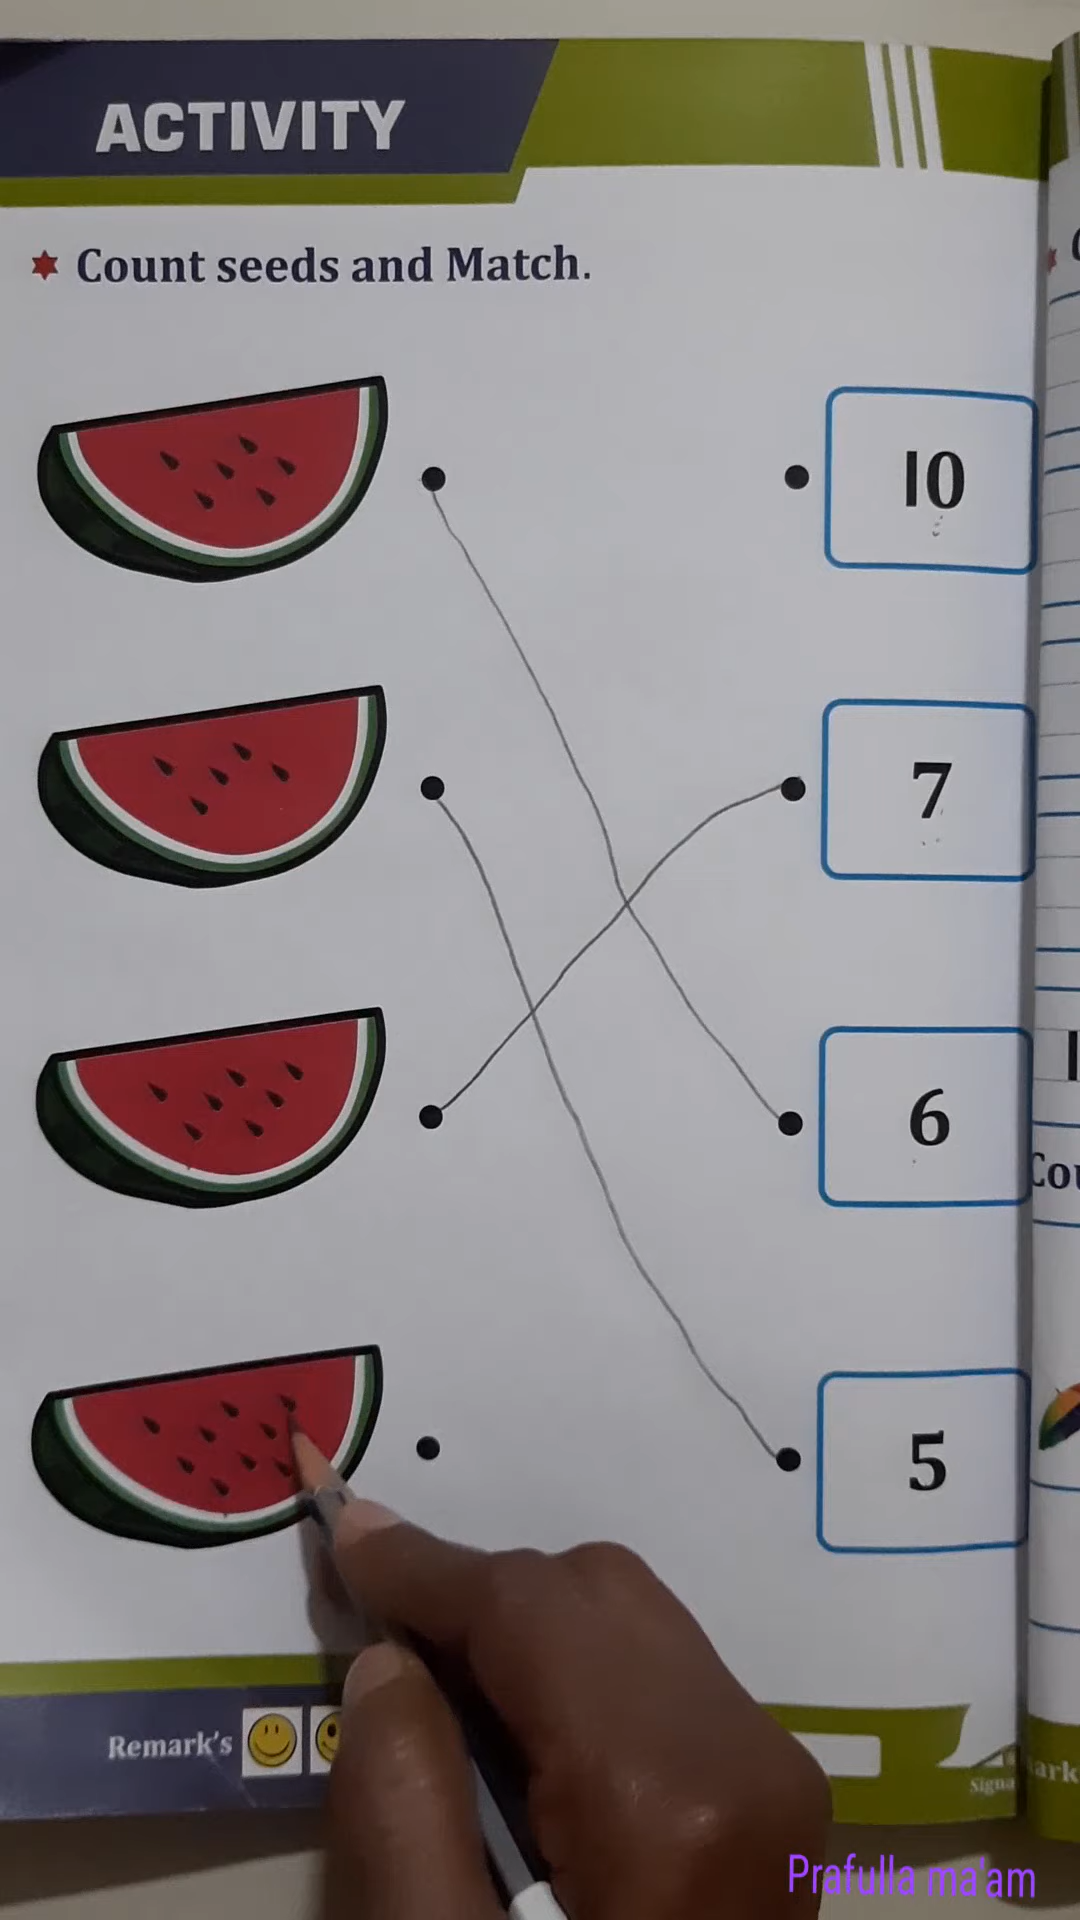 ACTIVITY
Count seeds and Match.
10
7
6
5
Remark's
Prafulla ma'am